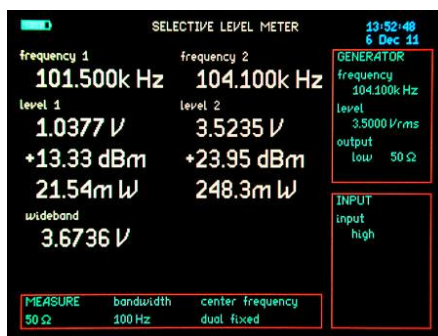 SELECTIVE LEVEL METER
13:52:48
6 Dec 11
frequency 1 frequency 2
101.500k Hz 104.100k Hz
level 1 level 2
1.0377 V 3.5235 V
+13.33 dBm +23.95 dBm
21.54m W 248.3m W
wideband
3.6736 V
GENERATOR
frequency
104.100k Hz
level
3.5000 Vrms
output
low 50 Ω
INPUT
input
high
MEASURE bandwidth center frequency
50 Ω 100 Hz dual fixed